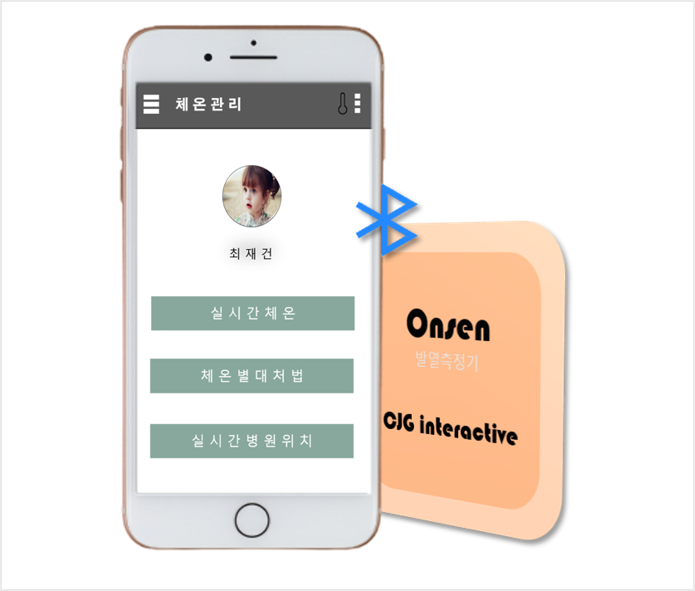 체온관리
최재건
실시간체온
체온별대처법
실시간병원위치
Onsen
발열측정기
CJG interactive